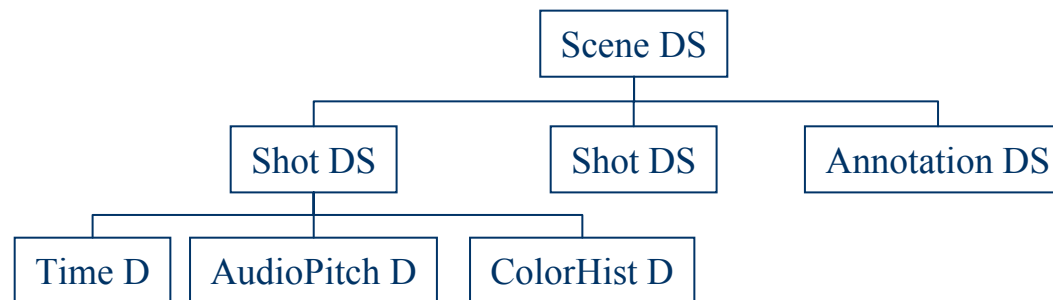 Scene DS
Shot DS
Shot DS
Annotation DS
Time D
AudioPitch D
ColorHist D